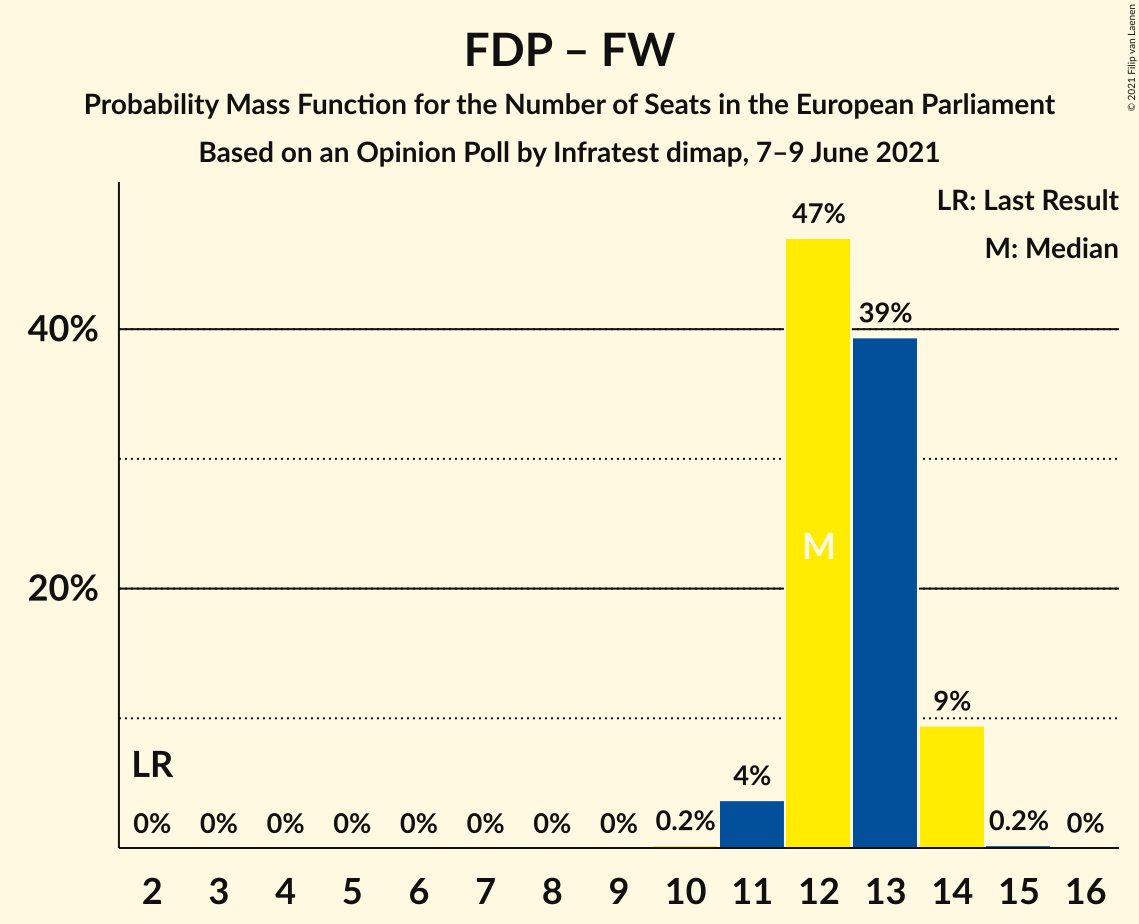 FDP – FW
Probability Mass Function for the Number of Seats in the European Parliament
Based on an Opinion Poll by Infratest dimap, 7–9 June 2021
© 2021 Filip van Laenen
LR: Last Result
M: Median
47%
39%
40%
M
20%
9%
LR
4%
0% 0% 0% 0% 0% 0% 0% 0% 0.2% 0.2% 0%
2 3 4 5 6 7 8 9 10 11 12 13 14 15 16